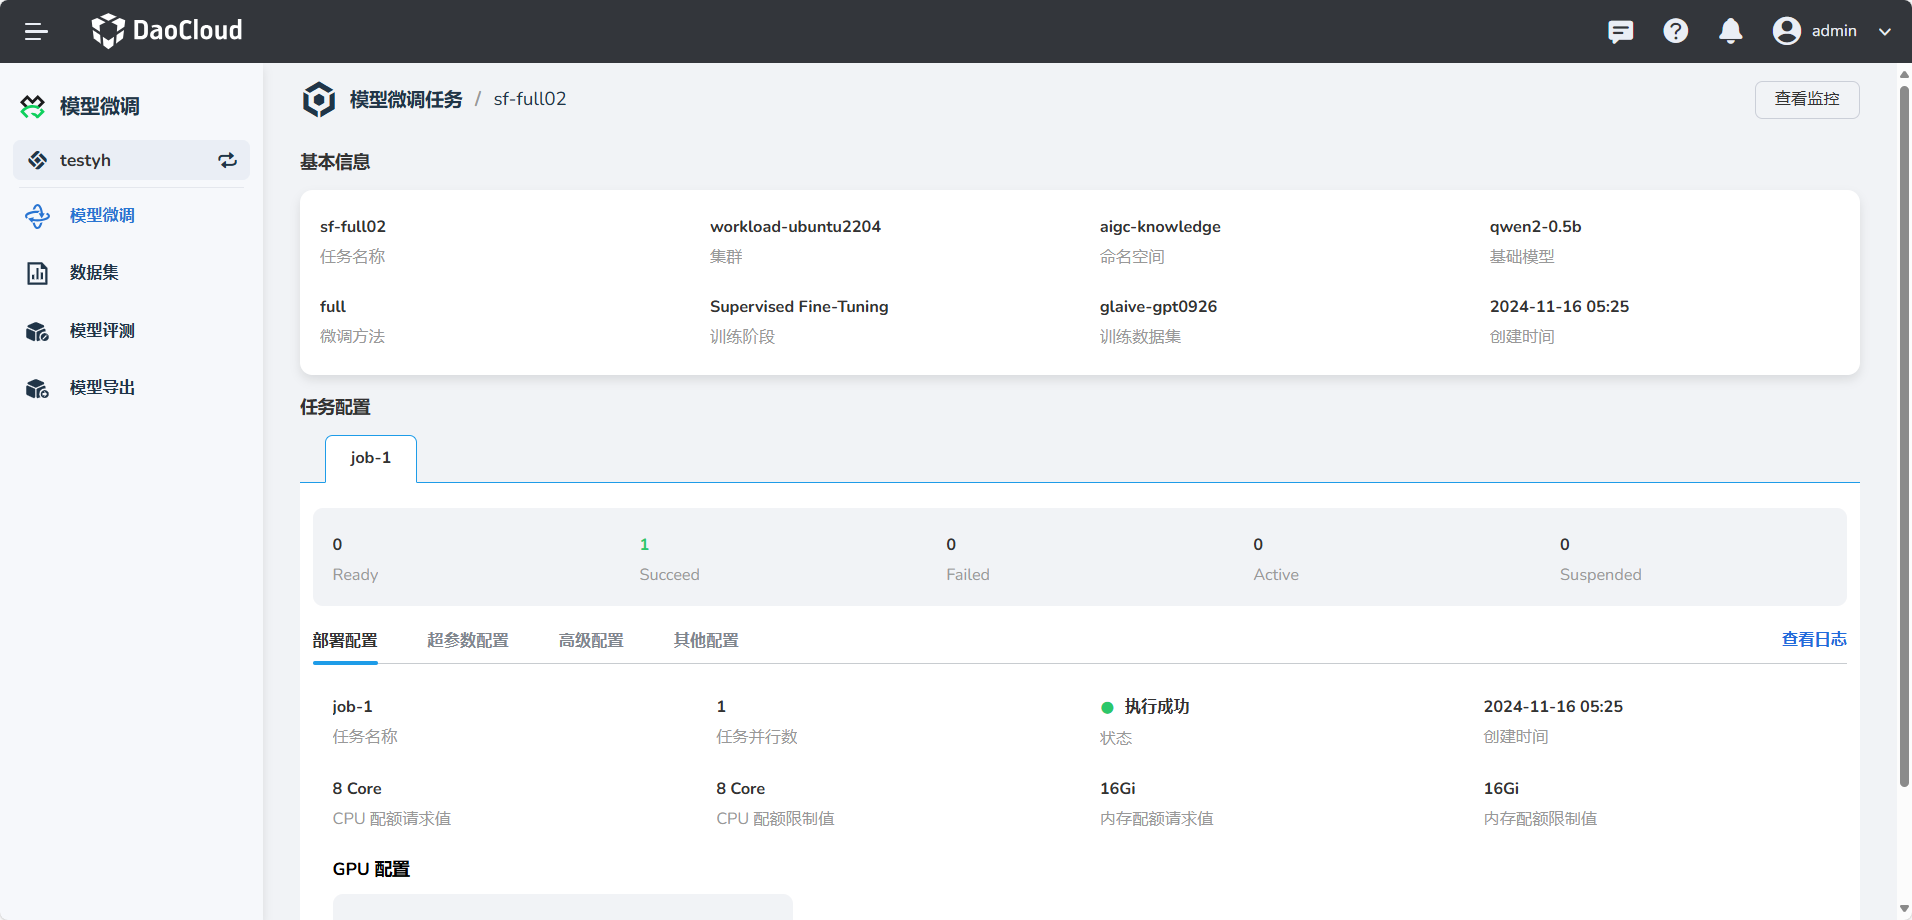 DaoCloud
admin
模型微调
testyh
模型微调
数据集
模型评测
模型导出
模型微调任务 / sf-full02
查看监控
基本信息
sf-full02 workload-ubuntu2204 aigc-knowledge qwen2-0.5b
任务名称 集群 命名空间 基础模型
full Supervised Fine-Tuning glaive-gpt0926 2024-11-16 05:25
微调方法 训练阶段 训练数据集 创建时间
任务配置
job-1
0 1 0 0 0
Ready Succeed Failed Active Suspended
部署配置 超参数配置 高级配置 其他配置 查看日志
job-1 1 执行成功 2024-11-16 05:25
任务名称 任务并行数 状态 创建时间
8 Core 8 Core 16Gi 16Gi
CPU 配额请求值 CPU 配额限制值 内存配额请求值 内存配额限制值
GPU 配置